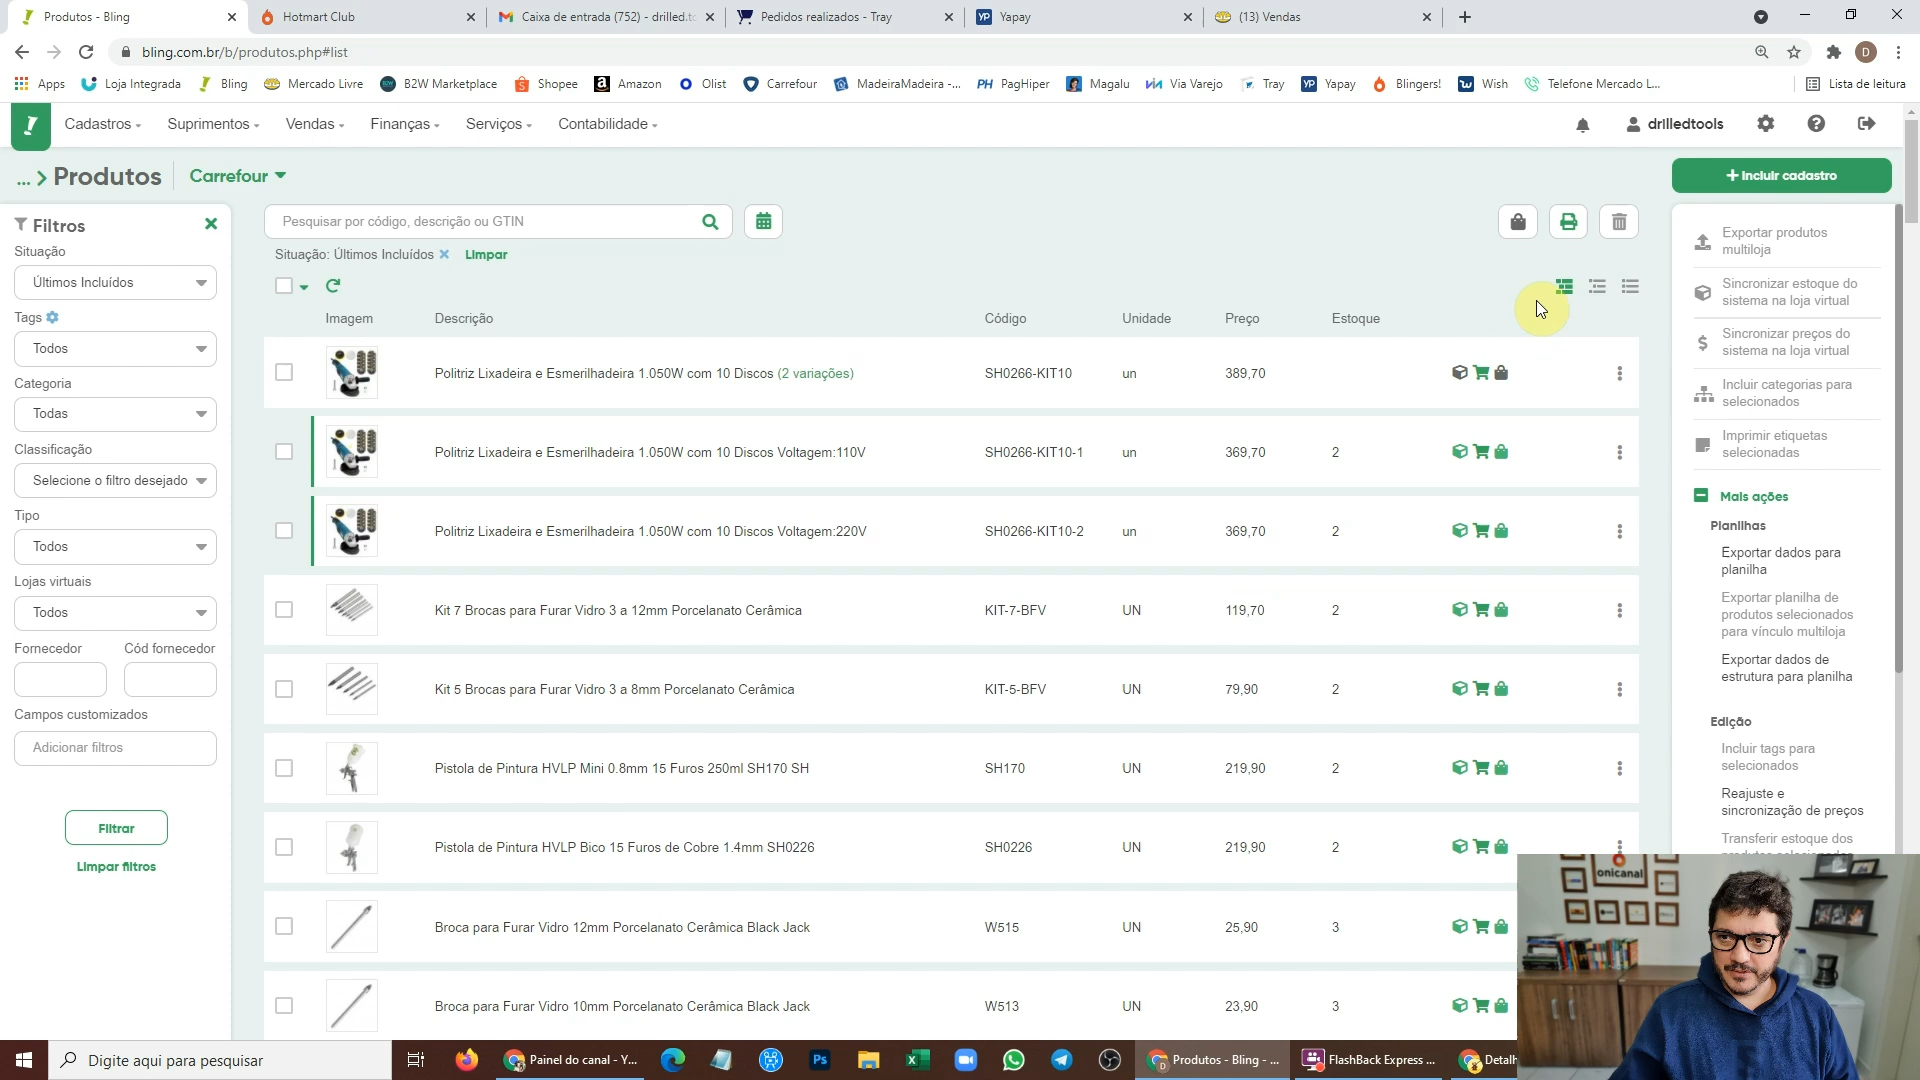 Produtos - Bling
Hotmart Club
Caixa de entrada (752) - drilled.to
Pedidos realizados - Tray
Yapay
(13) Vendas
bling.com.br/b/produtos.php#list
D
Apps
Loja Integrada
Bling
Mercado Livre
B2W Marketplace
Shopee
Amazon
Olist
Carrefour
MadeiraMadeira -...
PagHiper
Magalu
Via Varejo
Tray
Yapay
Blingers!
Wish
Telefone Mercado L...
Lista de leitura
Cadastros
Suprimentos
Vendas
Finanças
Serviços
Contabilidade
drilledtools
... > Produtos
Carrefour
+ Incluir cadastro
Filtros
Situação
Últimos Incluídos
Tags
Todos
Categoria
Todas
Classificação
Selecione o filtro desejado
Tipo
Todos
Lojas virtuais
Todos
Fornecedor
Cód fornecedor
Campos customizados
Adicionar filtros
Filtrar
Limpar filtros
Pesquisar por código, descrição ou GTIN
Situação: Últimos Incluídos
Limpar
Imagem Descrição Código Unidade Preço Estoque
Politriz Lixadeira e Esmerilhadeira 1.050W com 10 Discos (2 variações) SH0266-KIT10 un 389,70
Politriz Lixadeira e Esmerilhadeira 1.050W com 10 Discos Voltagem:110V SH0266-KIT10-1 un 369,70 2
Politriz Lixadeira e Esmerilhadeira 1.050W com 10 Discos Voltagem:220V SH0266-KIT10-2 un 369,70 2
Kit 7 Brocas para Furar Vidro 3 a 12mm Porcelanato Cerâmica KIT-7-BFV UN 119,70 2
Kit 5 Brocas para Furar Vidro 3 a 8mm Porcelanato Cerâmica KIT-5-BFV UN 79,90 2
Pistola de Pintura HVLP Mini 0.8mm 15 Furos 250ml SH170 SH SH170 UN 219,90 2
Pistola de Pintura HVLP Bico 15 Furos de Cobre 1.4mm SH0226 SH0226 UN 219,90 2
Broca para Furar Vidro 12mm Porcelanato Cerâmica Black Jack W515 UN 25,90 3
Broca para Furar Vidro 10mm Porcelanato Cerâmica Black Jack W513 UN 23,90 3
Exportar produtos
multiloja
Sincronizar estoque do
sistema na loja virtual
Sincronizar preços do
sistema na loja virtual
Incluir categorias para
selecionados
Imprimir etiquetas
selecionadas
Mais ações
Planilhas
Exportar dados para
planilha
Exportar planilha de
produtos selecionados
para vínculo multiloja
Exportar dados de
estrutura para planilha
Edição
Incluir tags para
selecionados
Reajuste e
sincronização de preços
Transferir estoque dos
onicanal
Digite aqui para pesquisar
Painel do canal - Y...
Ps
Produtos - Bling - ...
FlashBack Express ...
Detalh